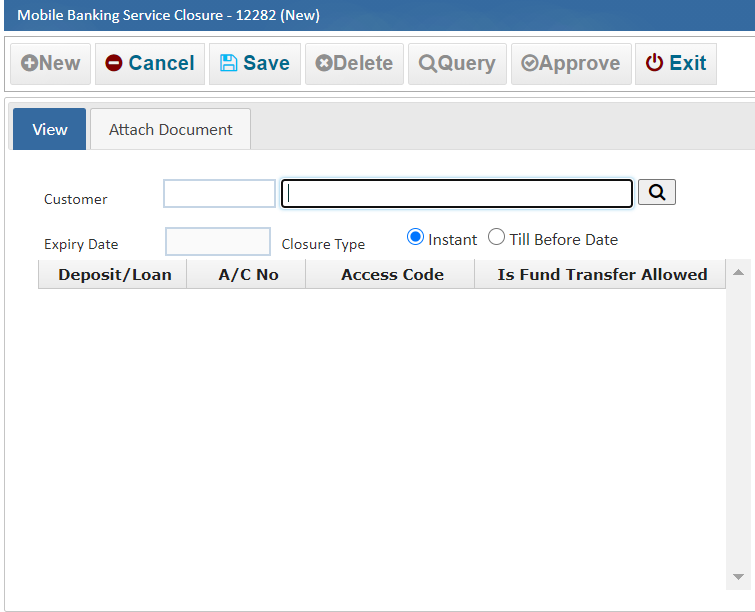 Mobile Banking Service Closure - 12282 (New)
New Cancel Save Delete Query Approve Exit
View Attach Document
Customer
Expiry Date Closure Type Instant Till Before Date
Deposit/Loan A/C No Access Code Is Fund Transfer Allowed